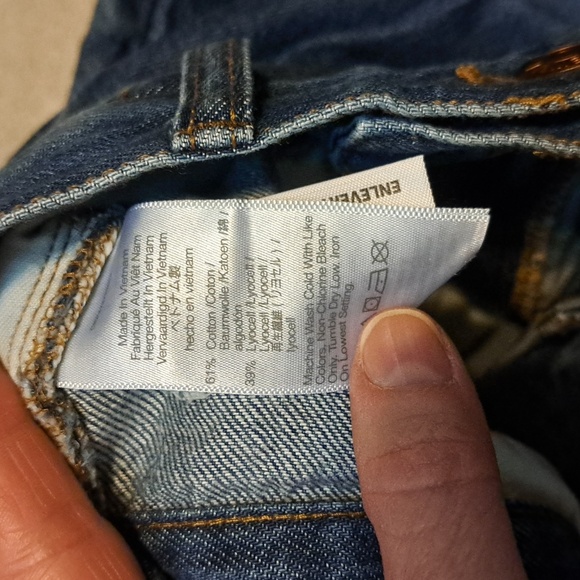 ENLEVER
Made In Vietnam
Fabriqué Au Viêt Nam
Hergestellt In Vietnam
Vervaardigd In Vietnam
ベトナム製
hecho en vietnam
61% Cotton /Coton /
Baumwolle /Katoen /綿 /
algodón
39% Lyocell /Lyocell /
Lyocell /Lyocell /
再生繊維 (リヨセル) /
lyocell
Machine Wash Cold With Like
Colors, Non-Chlorine Bleach
Only, Tumble Dry Low. Iron
On Lowest Setting.